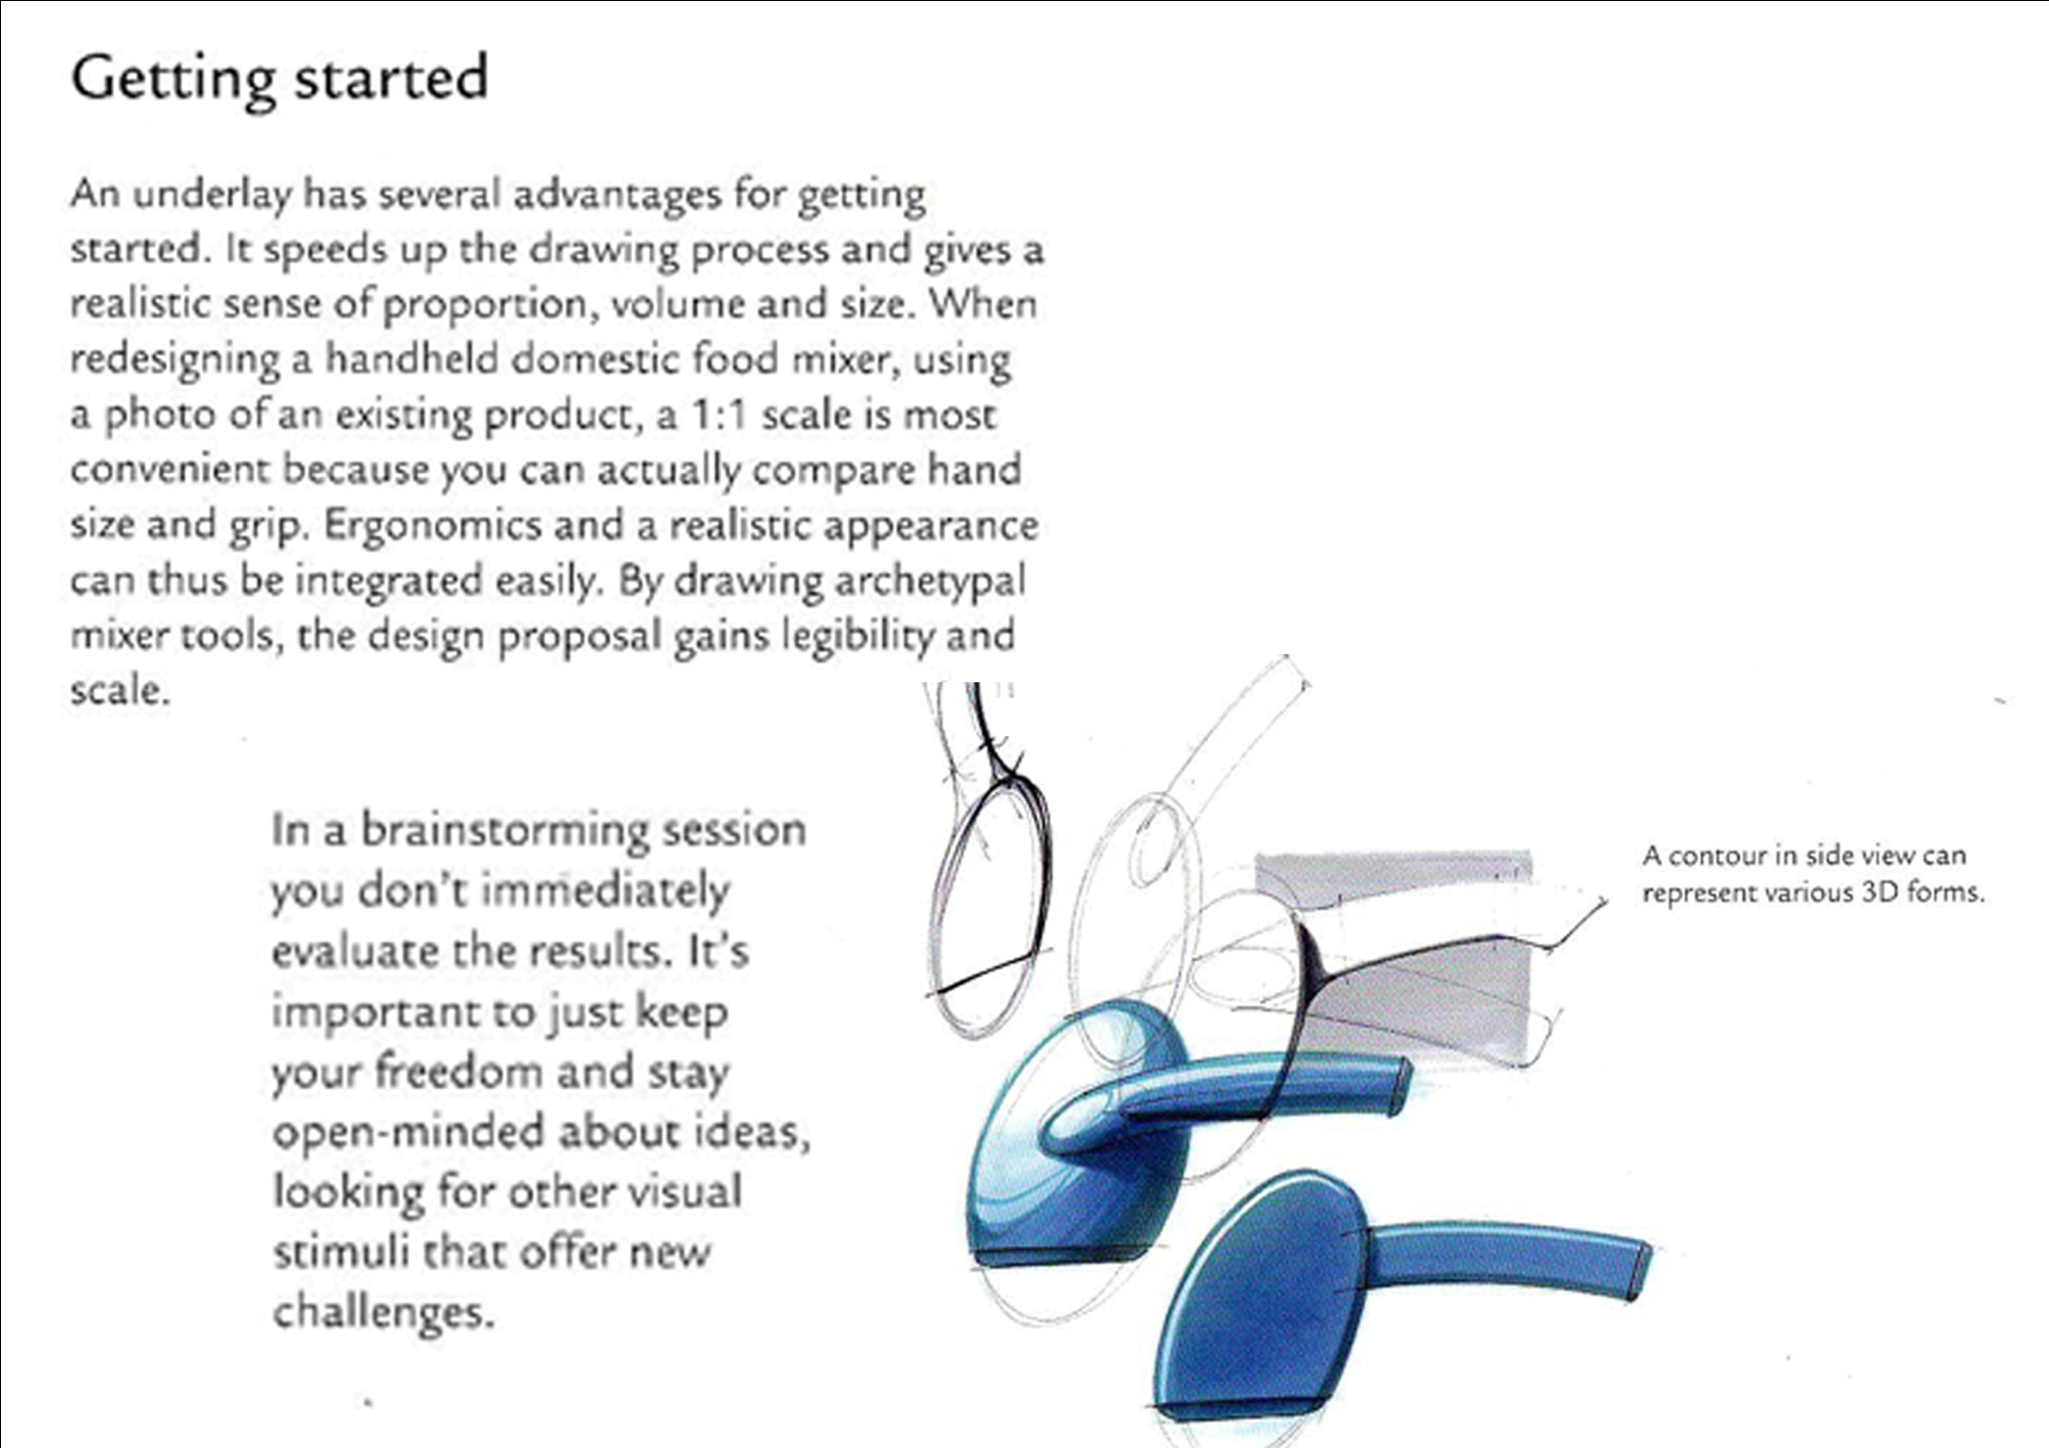 Getting started
An underlay has several advantages for getting
started. It speeds up the drawing process and gives a
realistic sense of proportion, volume and size. When
redesigning a handheld domestic food mixer, using
a photo of an existing product, a 1:1 scale is most
convenient because you can actually compare hand
size and grip. Ergonomics and a realistic appearance
can thus be integrated easily. By drawing archetypal
mixer tools, the design proposal gains legibility and
scale.
In a brainstorming session
you don't immediately
evaluate the results. It's
important to just keep
your freedom and stay
open-minded about ideas,
looking for other visual
stimuli that offer new
challenges.
A contour in side view can
represent various 3D forms.